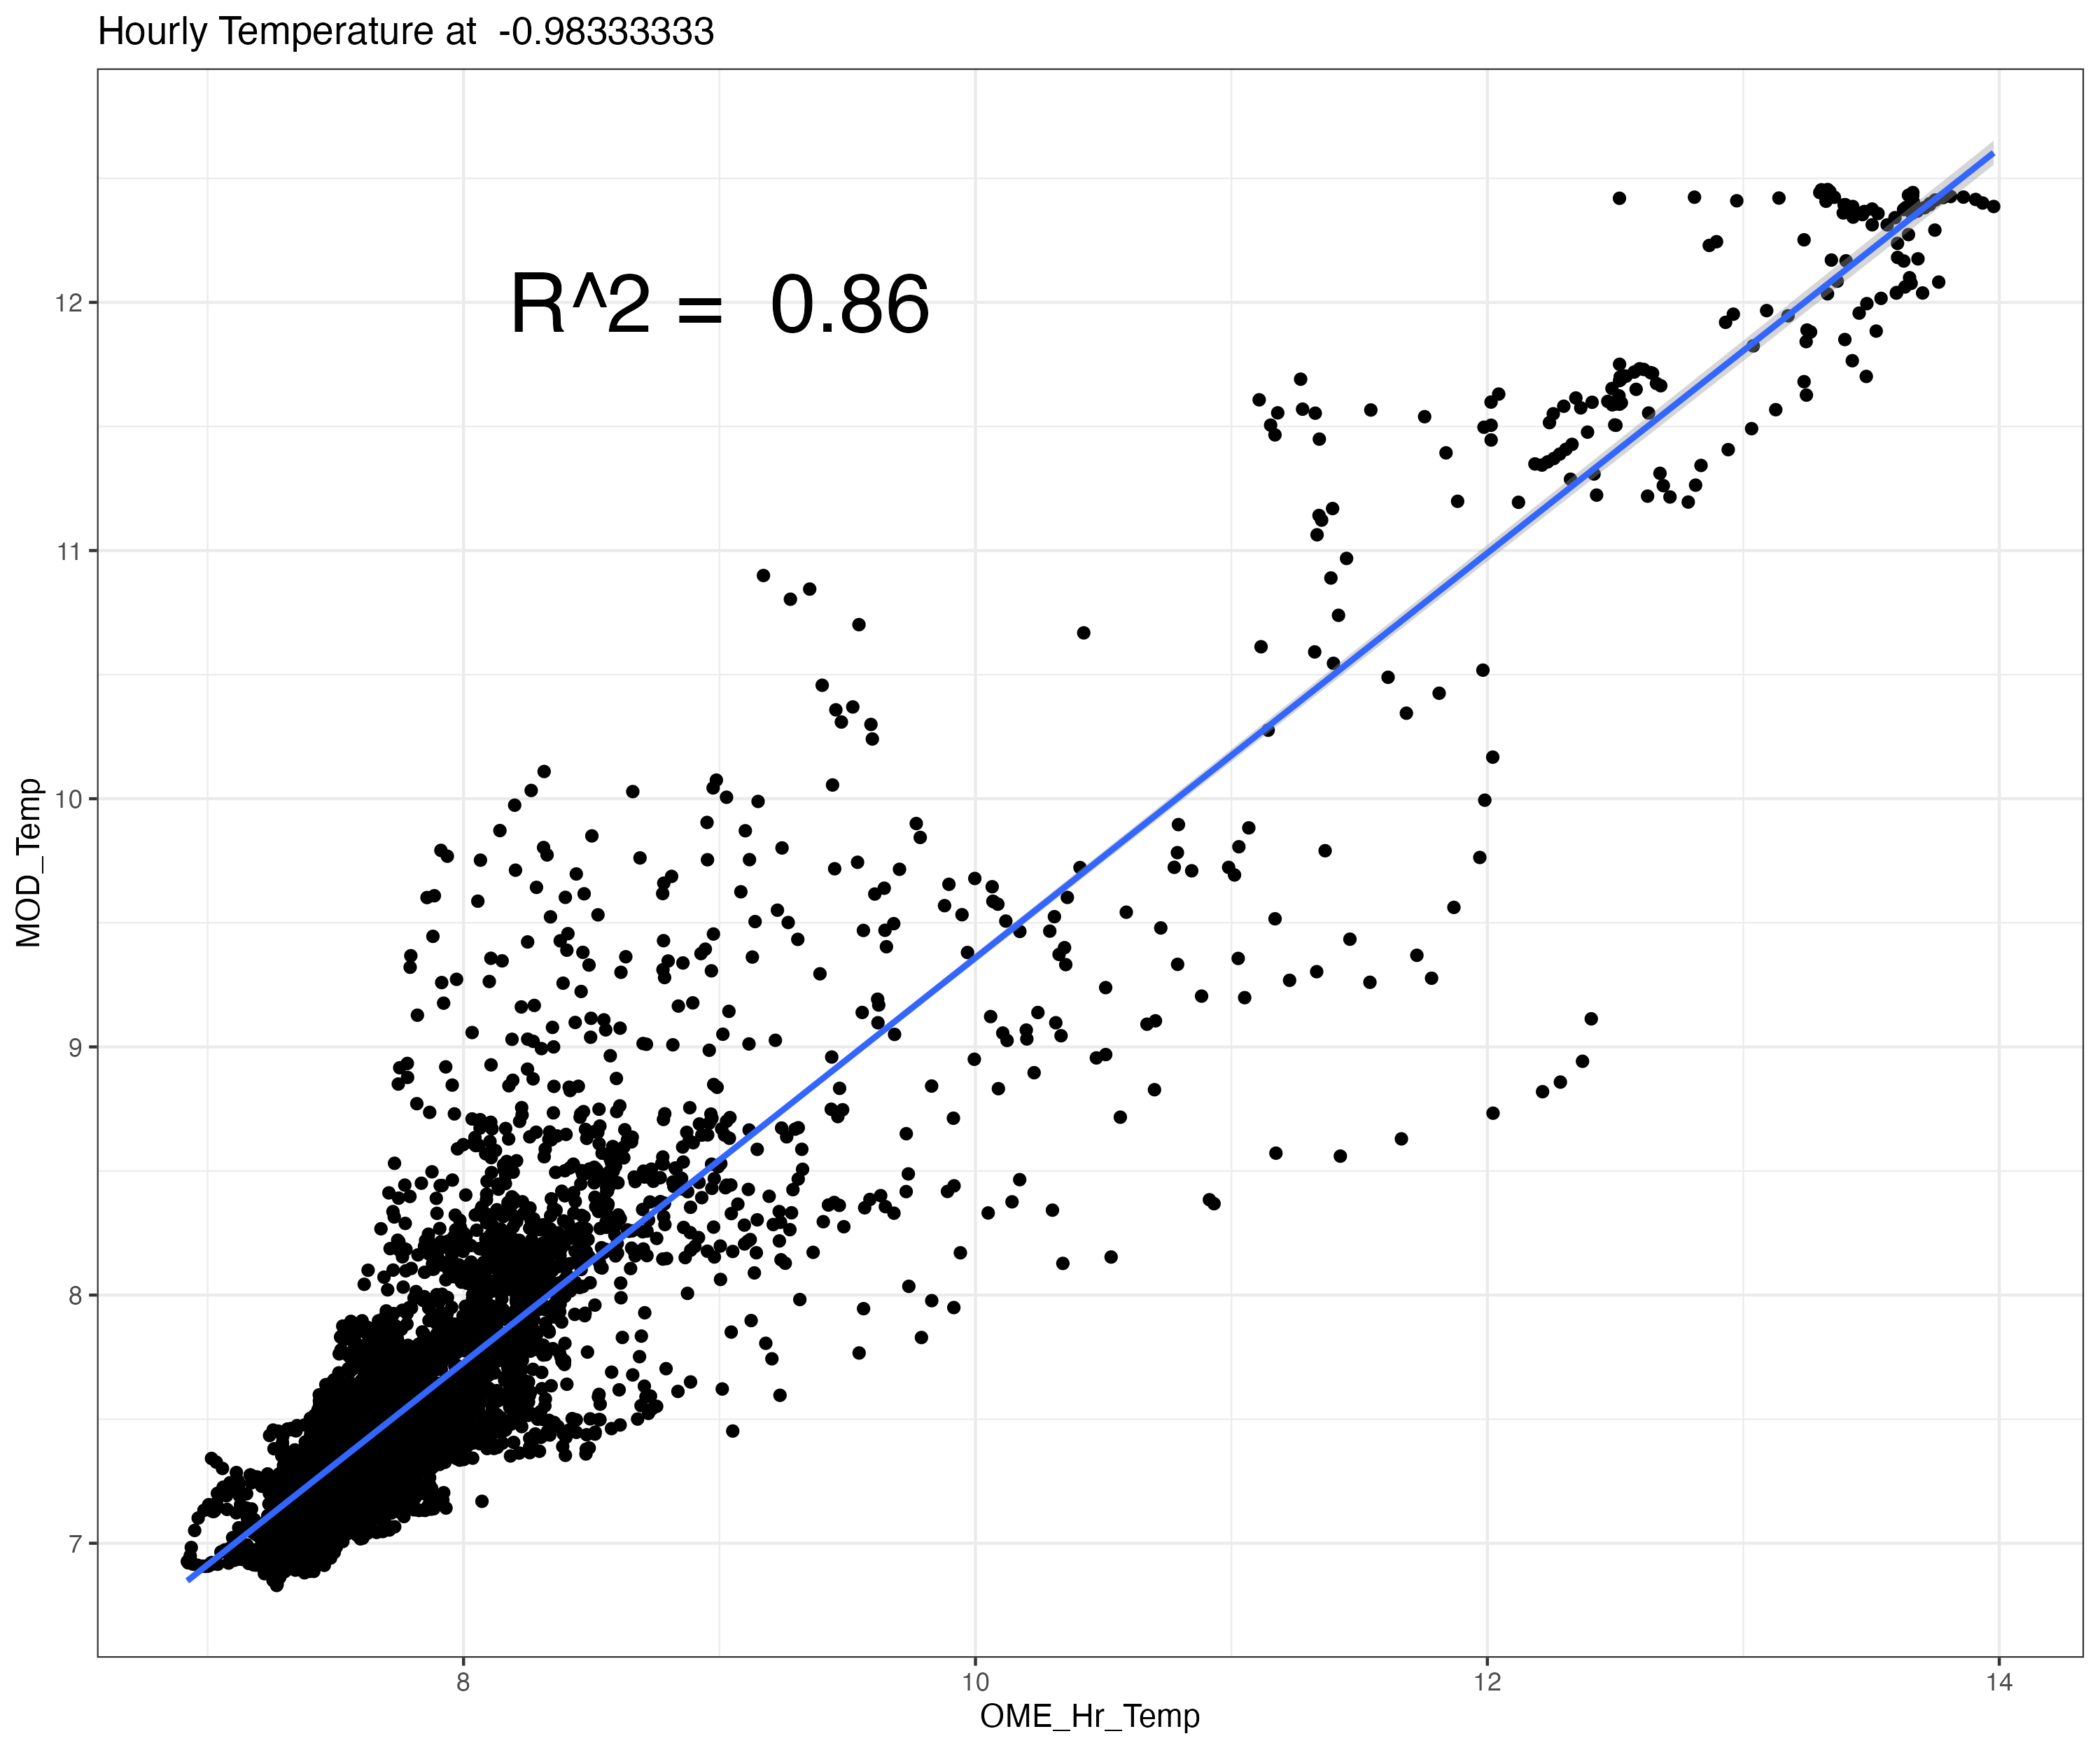 Hourly Temperature at  -0.98333333
R^2 =  0.86
12
11
10
9
8
7
MOD_Temp
8
10
12
14
OME_Hr_Temp